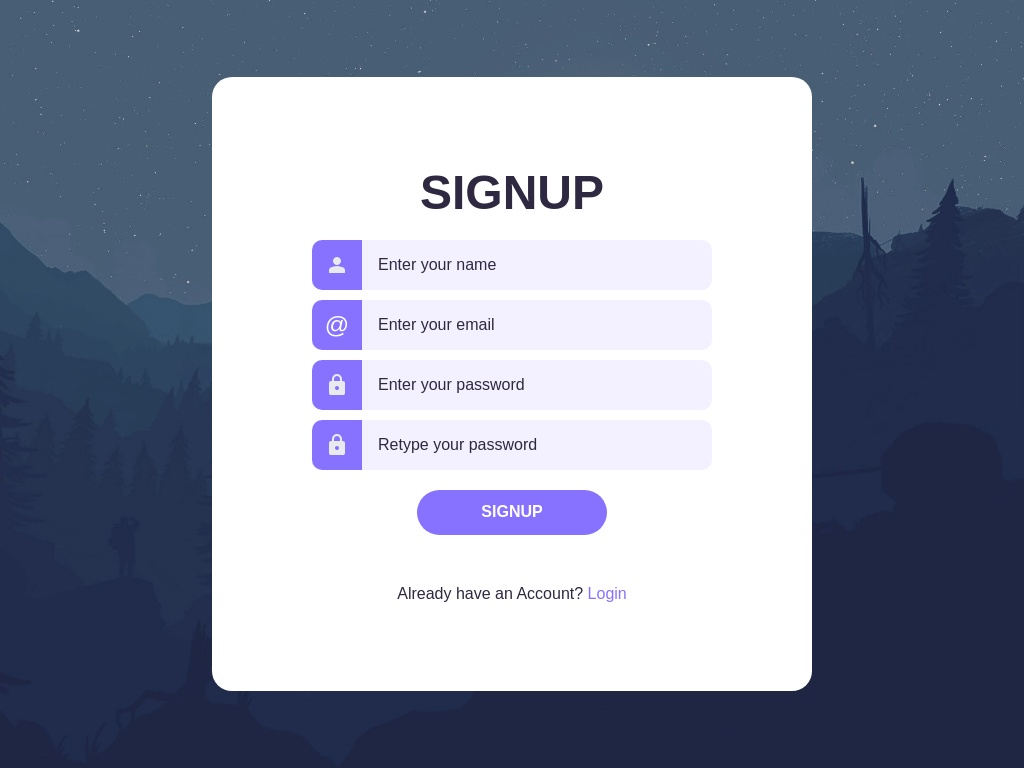 SIGNUP
Enter your name
@ Enter your email
Enter your password
Retype your password
SIGNUP
Already have an Account? Login